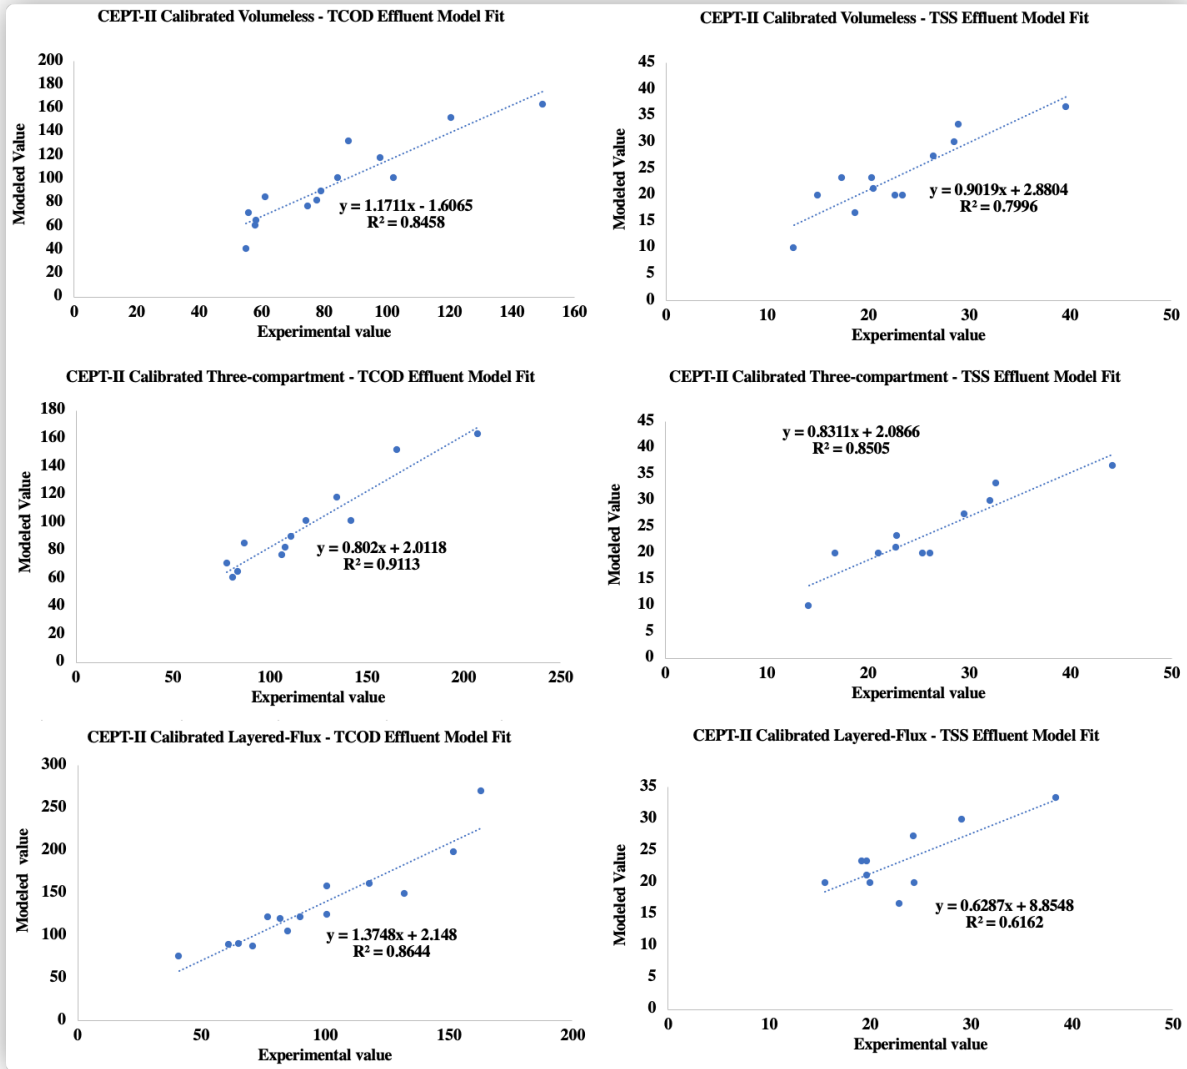 CEPT-II Calibrated Volumeless - TCOD Effluent Model Fit
200
180
160
140
120
100
80
60
40
20
0
Modeled Value
y = 1.1711x - 1.6065
R² = 0.8458
0 20 40 60 80 100 120 140 160
Experimental value
CEPT-II Calibrated Volumeless - TSS Effluent Model Fit
45
40
35
30
25
20
15
10
5
0
Modeled Value
y = 0.9019x + 2.8804
R² = 0.7996
0 10 20 30 40 50
Experimental value
CEPT-II Calibrated Three-compartment - TCOD Effluent Model Fit
180
160
140
120
100
80
60
40
20
0
Modeled Value
y = 0.802x + 2.0118
R² = 0.9113
0 50 100 150 200 250
Experimental value
CEPT-II Calibrated Three-compartment - TSS Effluent Model Fit
45
40
35
30
25
20
15
10
5
0
Modeled Value
y = 0.8311x + 2.0866
R² = 0.8505
0 10 20 30 40 50
Experimental value
CEPT-II Calibrated Layered-Flux - TCOD Effluent Model Fit
300
250
200
150
100
50
0
Modeled value
y = 1.3748x + 2.148
R² = 0.8644
0 50 100 150 200
Experimental value
CEPT-II Calibrated Layered-Flux - TSS Effluent Model Fit
35
30
25
20
15
10
5
0
Modeled Value
y = 0.6287x + 8.8548
R² = 0.6162
0 10 20 30 40 50
Experimental value